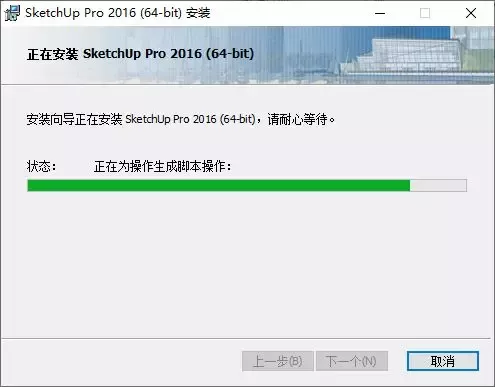 SketchUp Pro 2016 (64-bit) 安装
正在安装 SketchUp Pro 2016 (64-bit)
安装向导正在安装 SketchUp Pro 2016 (64-bit)，请耐心等待。
状态： 正在为操作生成脚本操作:
上一步(B) 下一个(N) 取消